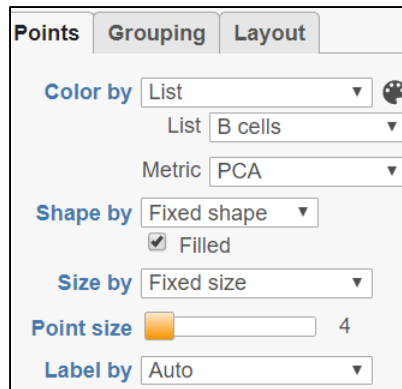 Points Grouping Layout
Color by List
List B cells
Metric PCA
Shape by Fixed shape
Filled
Size by Fixed size
Point size 4
Label by Auto